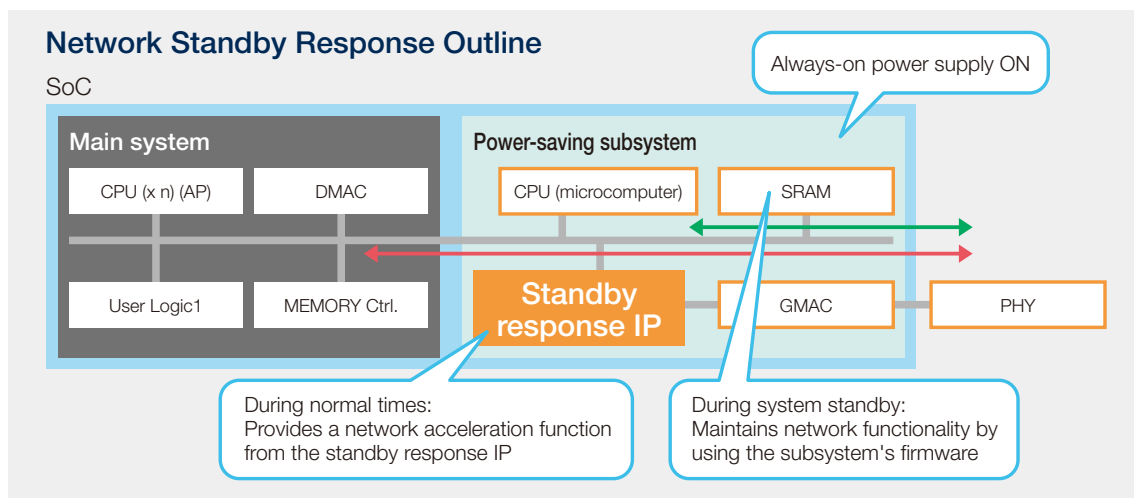 Network Standby Response Outline
SoC
Always-on power supply ON
Main system
Power-saving subsystem
CPU (x n) (AP)
DMAC
CPU (microcomputer)
SRAM
User Logic1
MEMORY Ctrl.
Standby
response IP
GMAC
PHY
During normal times:
Provides a network acceleration function
from the standby response IP
During system standby:
Maintains network functionality by
using the subsystem's firmware